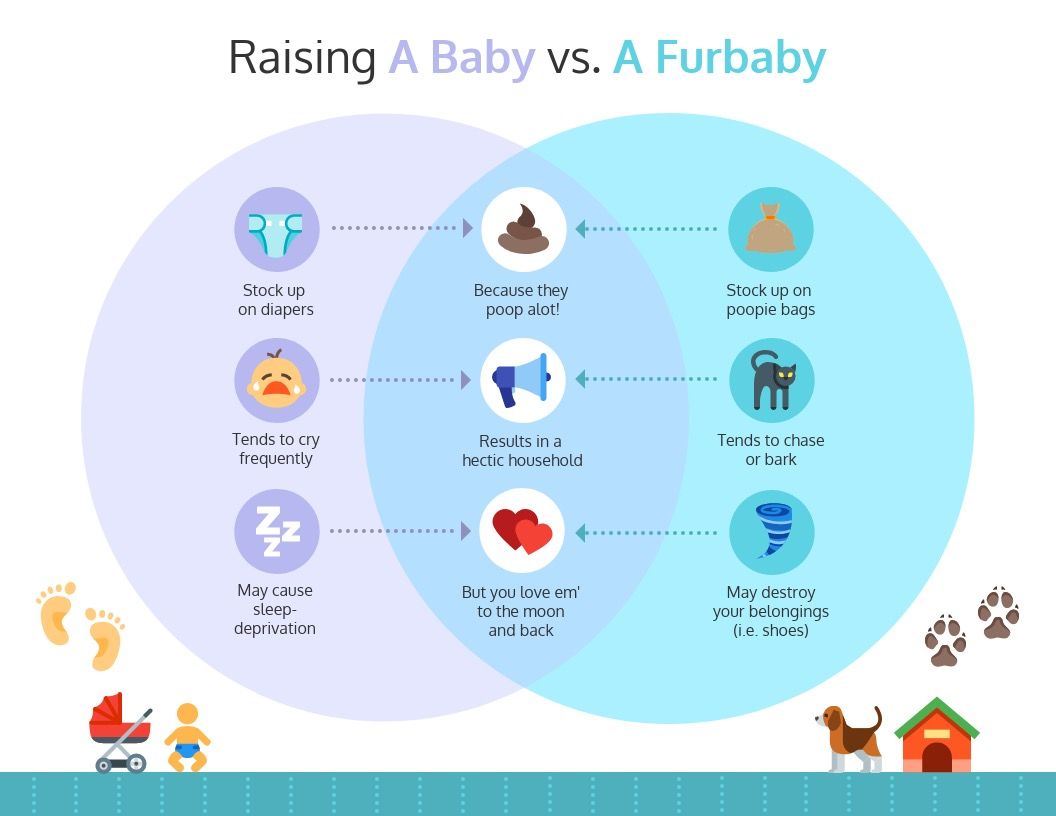 Raising A Baby vs. A Furbaby
Stock up
on diapers
Because they
poop alot!
Stock up on
poopie bags
Tends to cry
frequently
Results in a
hectic household
Tends to chase
or bark
May cause
sleep-
deprivation
But you love em'
to the moon
and back
May destroy
your belongings
(i.e. shoes)